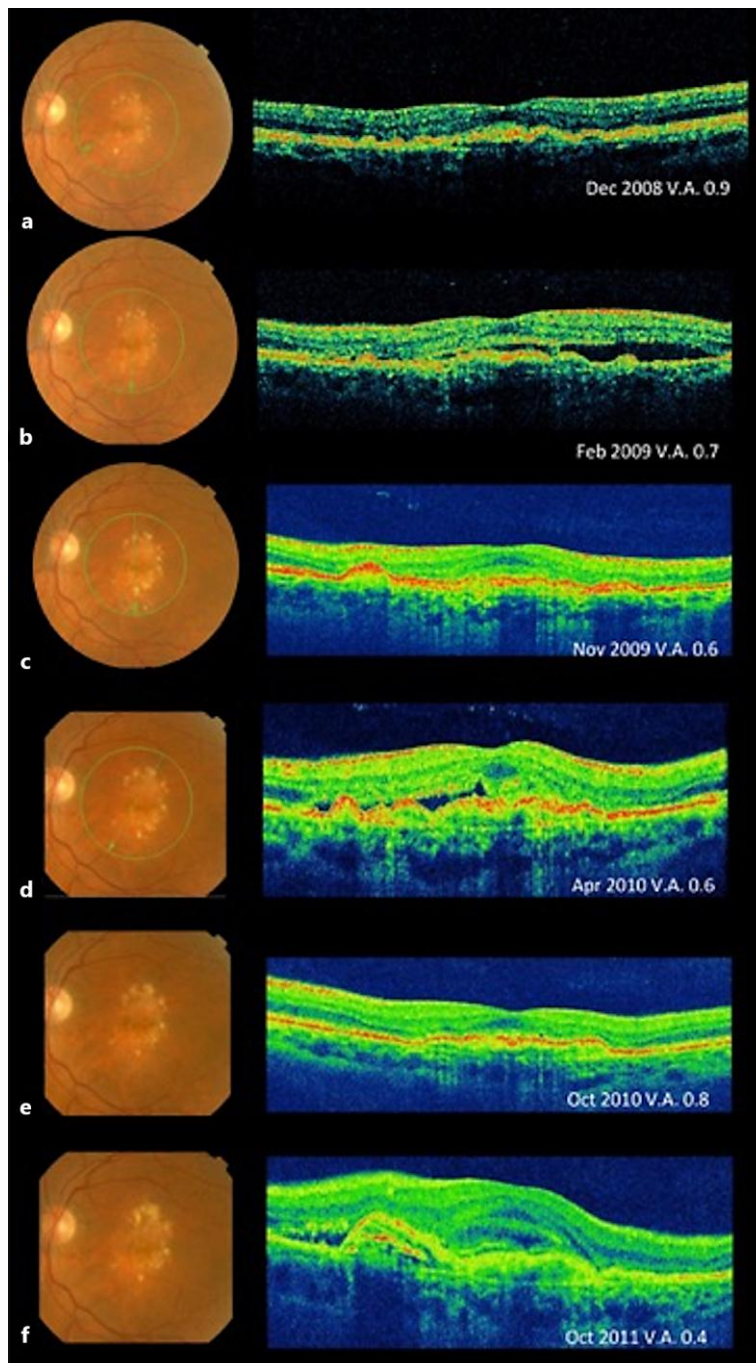 Dec 2008 V.A. 0.9
a
Feb 2009 V.A. 0.7
b
Nov 2009 V.A. 0.6
c
Apr 2010 V.A. 0.6
d
Oct 2010 V.A. 0.8
e
Oct 2011 V.A. 0.4
f